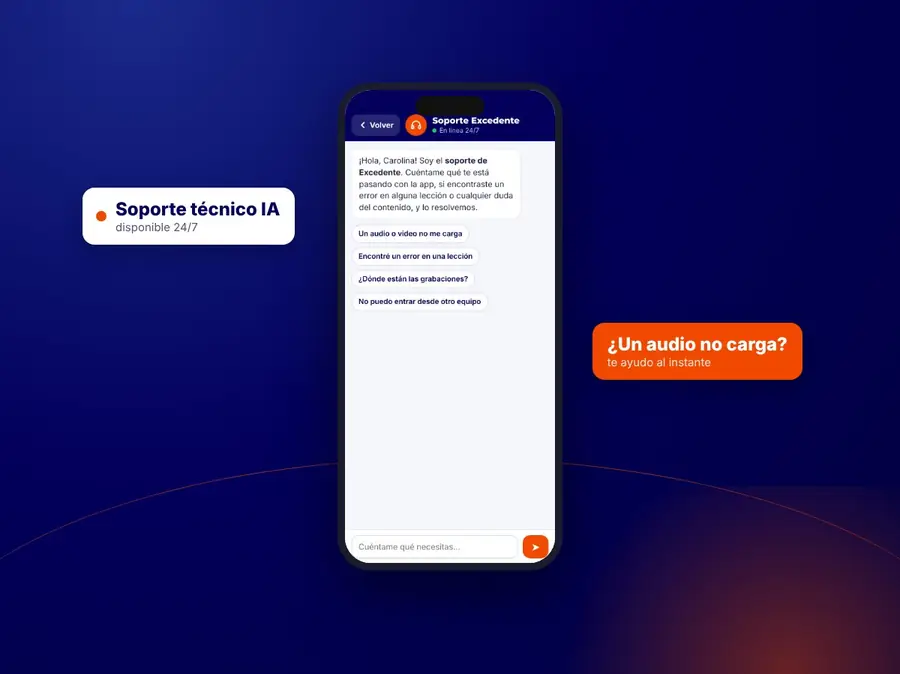 Volver
Soporte Excedente
En línea 24/7
¡Hola, Carolina! Soy el soporte de
Excedente. Cuéntame qué te está
pasando con la app, si encontraste un
error en alguna lección o cualquier duda
del contenido, y lo resolvemos.
Un audio o video no me carga
Encontré un error en una lección
¿Dónde están las grabaciones?
No puedo entrar desde otro equipo
Cuéntame qué necesitas...
Soporte técnico IA
disponible 24/7
¿Un audio no carga?
te ayudo al instante